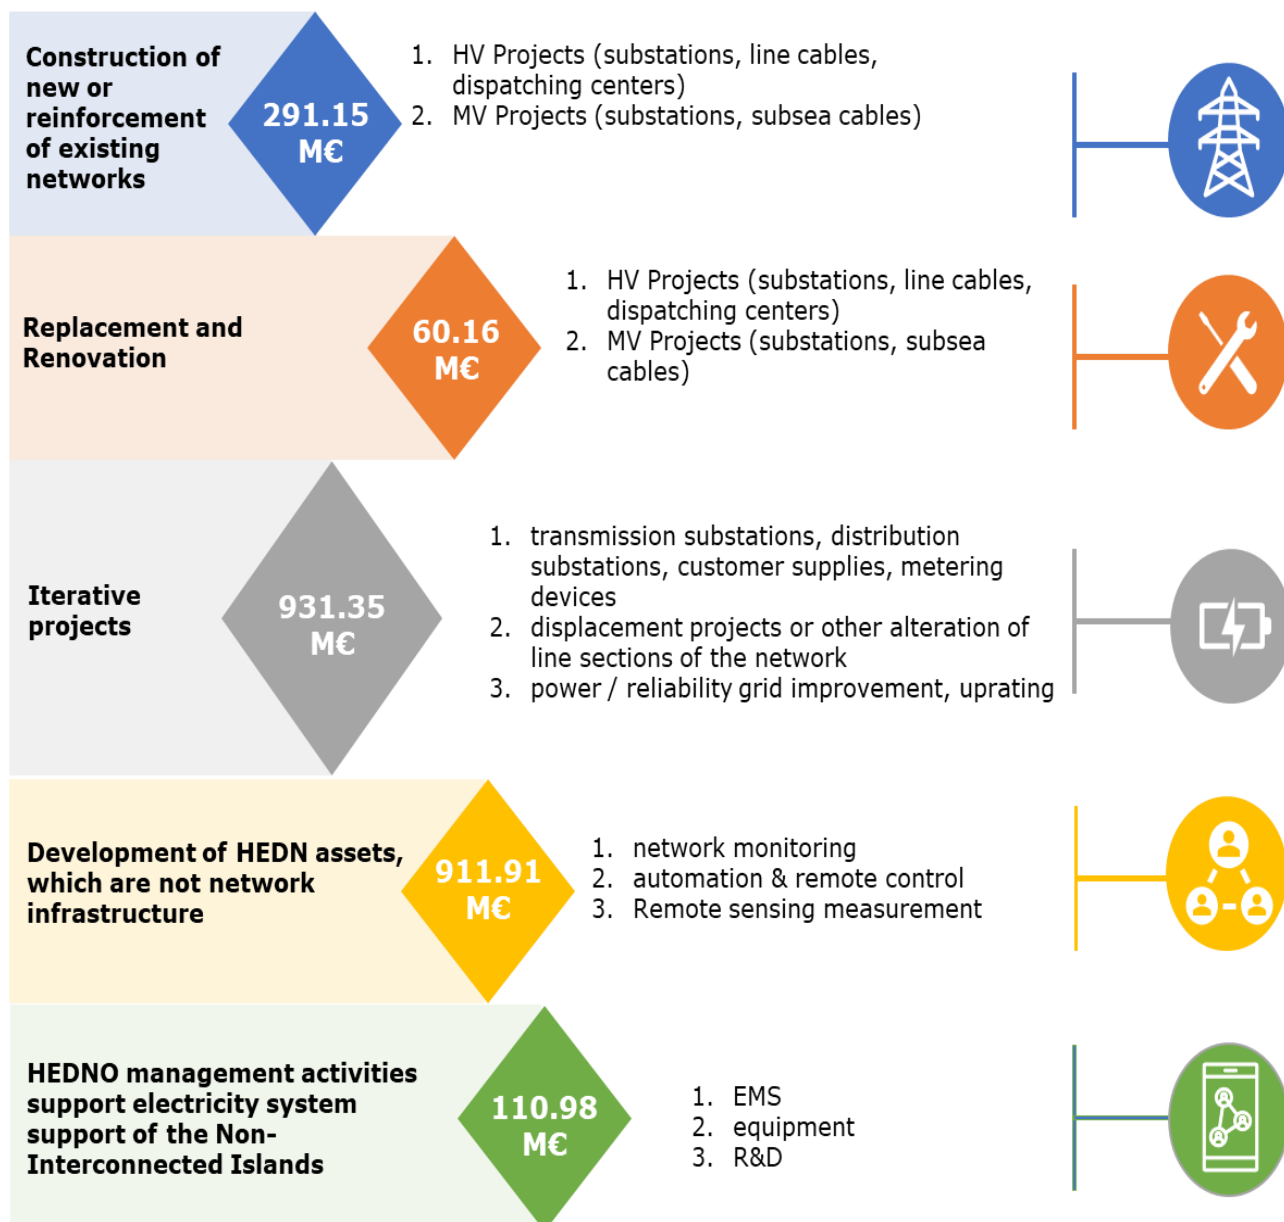 Construction of
new or
reinforcement
of existing
networks
291.15
M€
1. HV Projects (substations, line cables,
dispatching centers)
2. MV Projects (substations, subsea cables)
Replacement and
Renovation
60.16
M€
1. HV Projects (substations, line cables,
dispatching centers)
2. MV Projects (substations, subsea
cables)
Iterative
projects
931.35
M€
1. transmission substations, distribution
substations, customer supplies, metering
devices
2. displacement projects or other alteration of
line sections of the network
3. power / reliability grid improvement, uprating
Development of HEDN assets,
which are not network
infrastructure
911.91
M€
1. network monitoring
2. automation & remote control
3. Remote sensing measurement
HEDNO management activities
support electricity system
support of the Non-
Interconnected Islands
110.98
M€
1. EMS
2. equipment
3. R&D